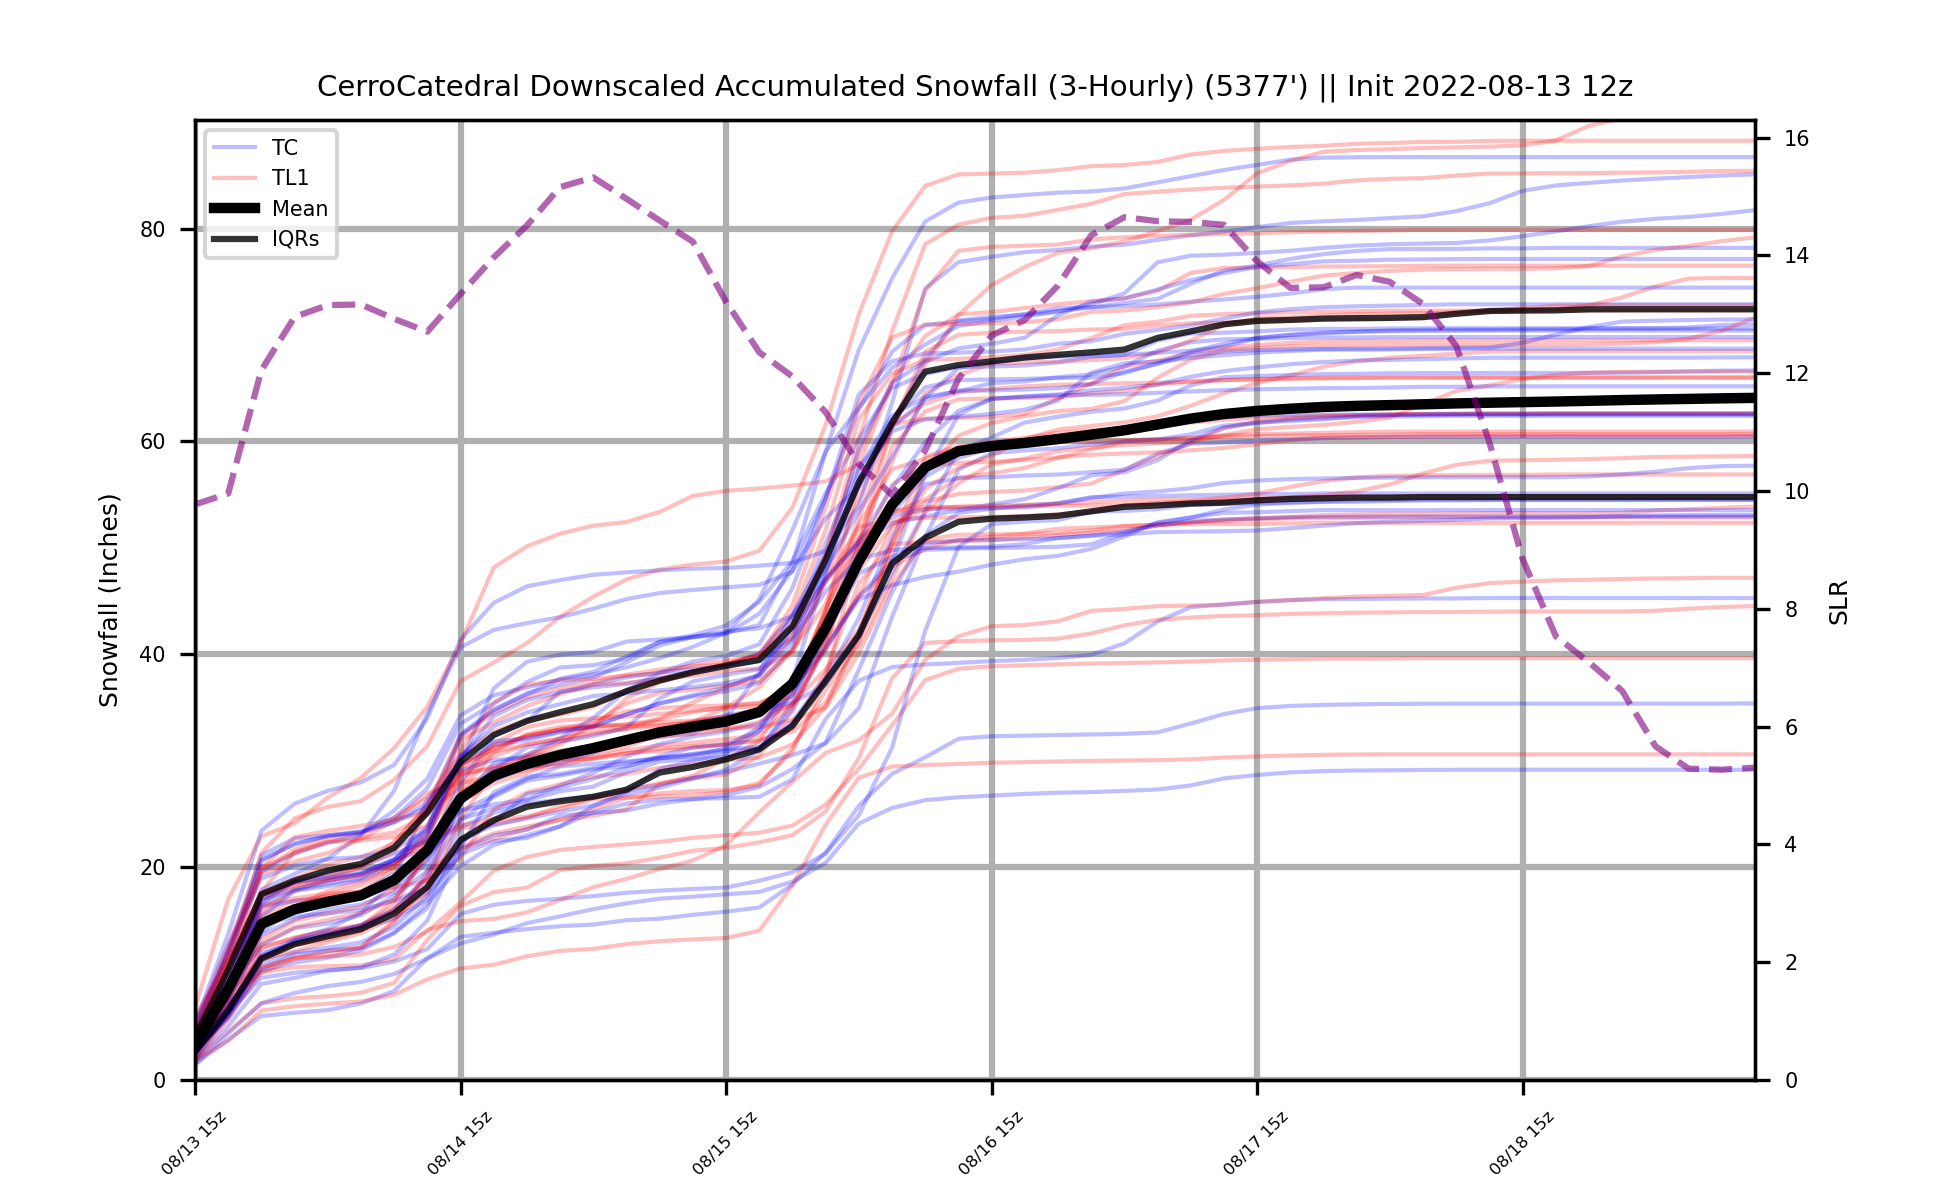 CerroCatedral Downscaled Accumulated Snowfall (3-Hourly) (5377') || Init 2022-08-13 12z
TC
TL1
Mean
IQRs
Snowfall (Inches)
80
60
40
20
0
16
14
12
10
8
6
4
2
0
SLR
08/13 15z
08/14 15z
08/15 15z
08/16 15z
08/17 15z
08/18 15z